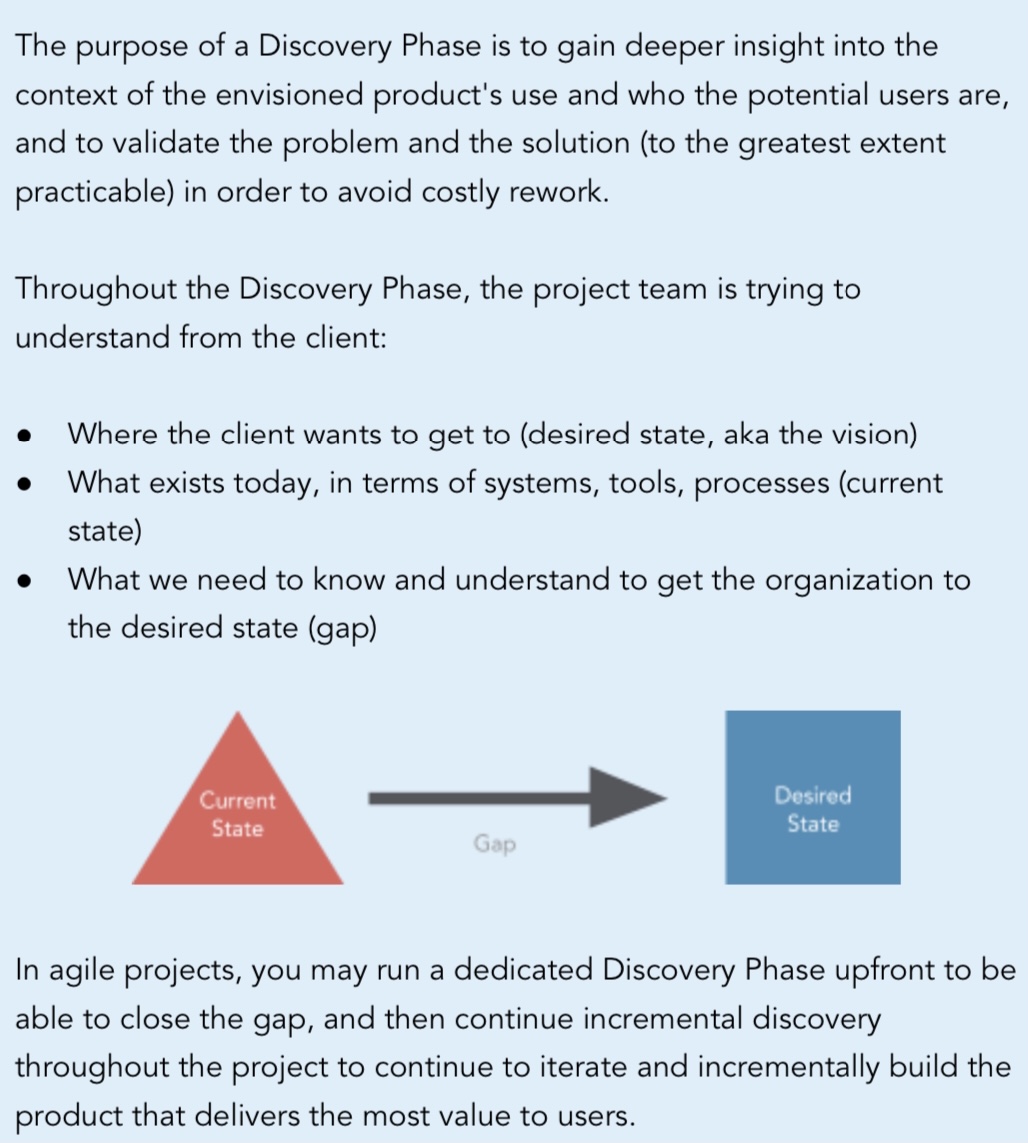 The purpose of a Discovery Phase is to gain deeper insight into the
context of the envisioned product's use and who the potential users are,
and to validate the problem and the solution (to the greatest extent
practicable) in order to avoid costly rework.
Throughout the Discovery Phase, the project team is trying to
understand from the client:
● Where the client wants to get to (desired state, aka the vision)
● What exists today, in terms of systems, tools, processes (current
state)
● What we need to know and understand to get the organization to
the desired state (gap)
Current
State
Gap
Desired
State
In agile projects, you may run a dedicated Discovery Phase upfront to be
able to close the gap, and then continue incremental discovery
throughout the project to continue to iterate and incrementally build the
product that delivers the most value to users.